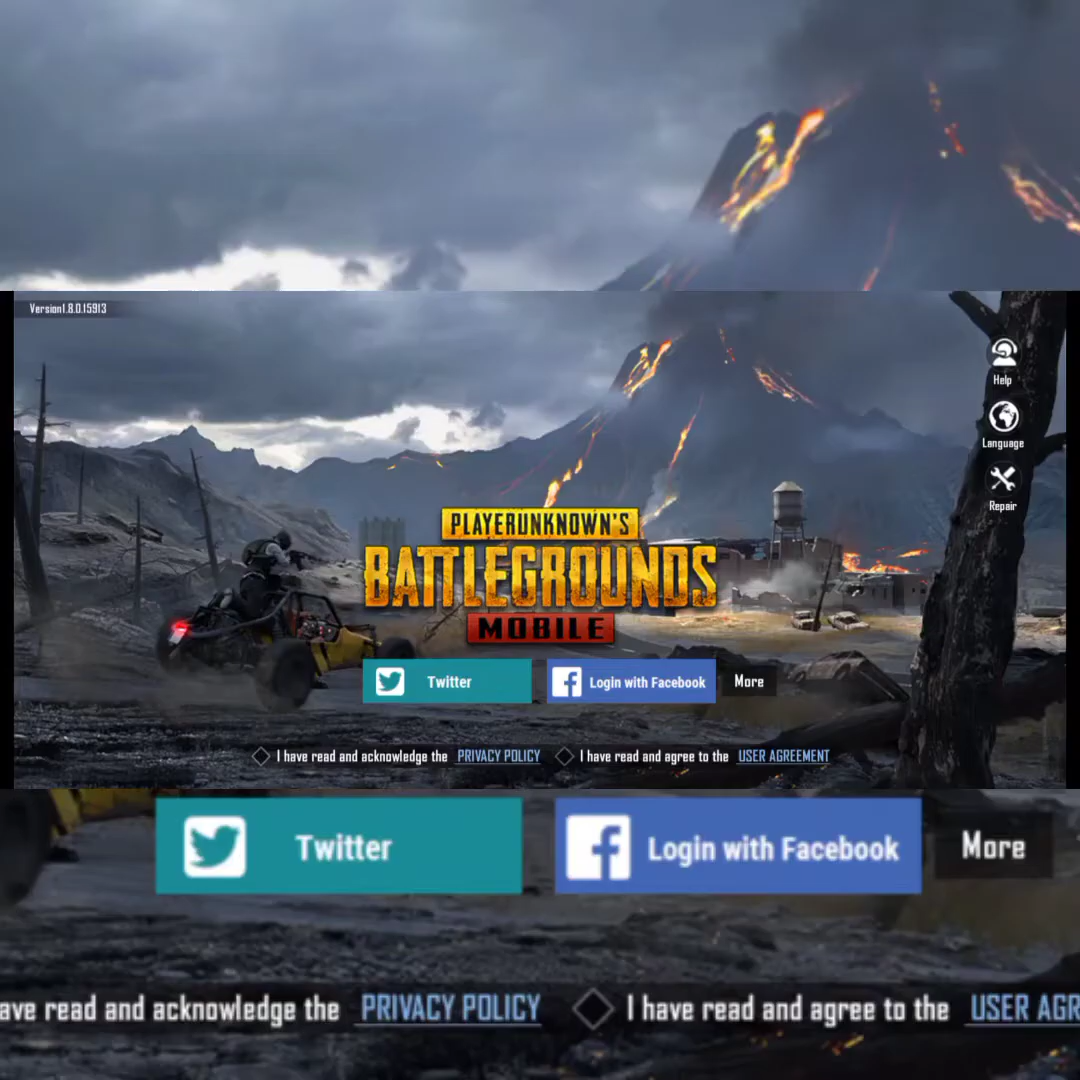 Version1.8.0.15913
Help
Language
Repair
PLAYERUNKNOWN'S
BATTLEGROUNDS
MOBILE
Twitter
Login with Facebook
More
I have read and acknowledge the PRIVACY POLICY
I have read and agree to the USER AGREEMENT
Twitter
Login with Facebook
More
ave read and acknowledge the PRIVACY POLICY
I have read and agree to the USER AGR